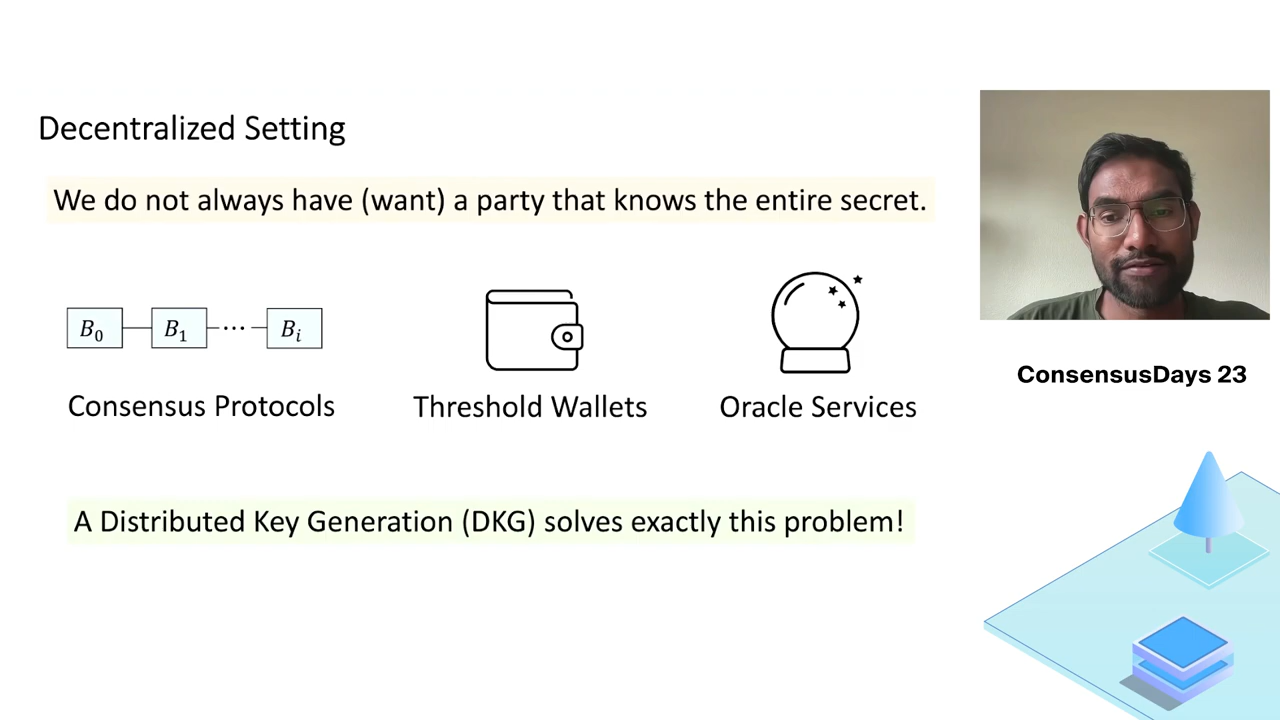 Decentralized Setting
We do not always have (want) a party that knows the entire secret.
B₀ B₁ ... Bᵢ
Consensus Protocols
Threshold Wallets
Oracle Services
A Distributed Key Generation (DKG) solves exactly this problem!
ConsensusDays 23